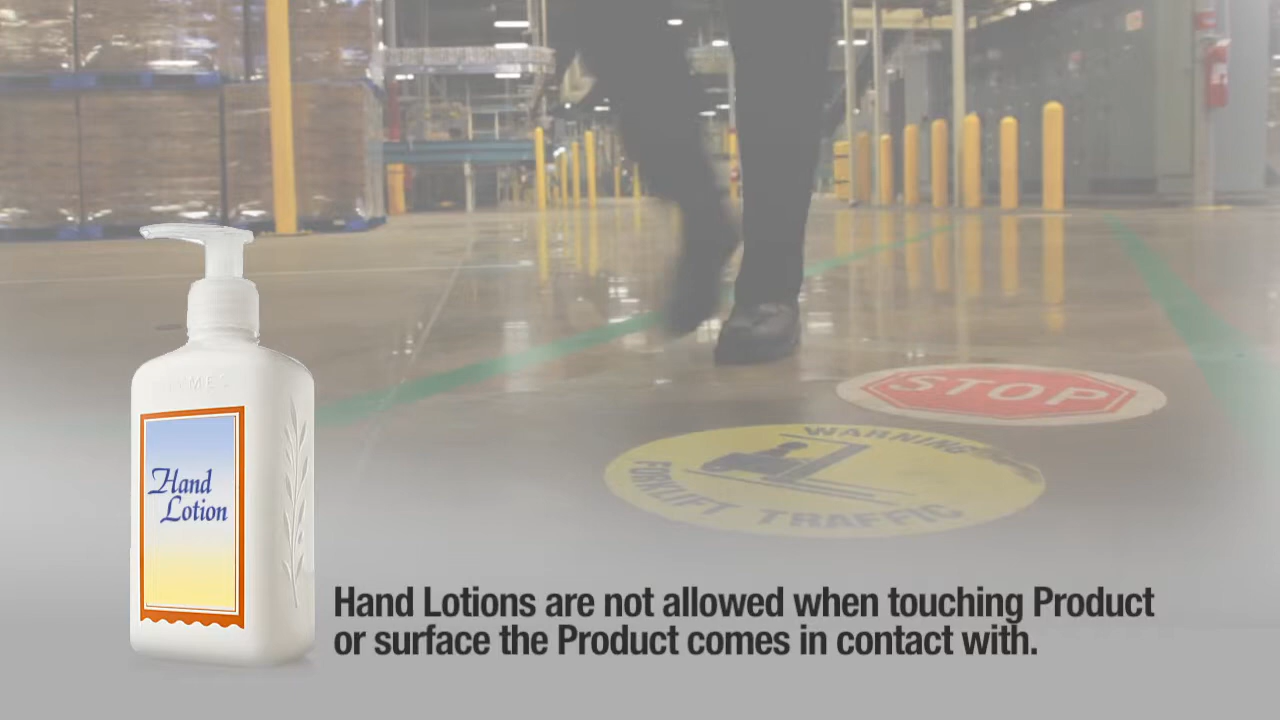 STOP
WARNING
FORKLIFT TRAFFIC
Hand
Lotion
Hand Lotions are not allowed when touching Product
or surface the Product comes in contact with.